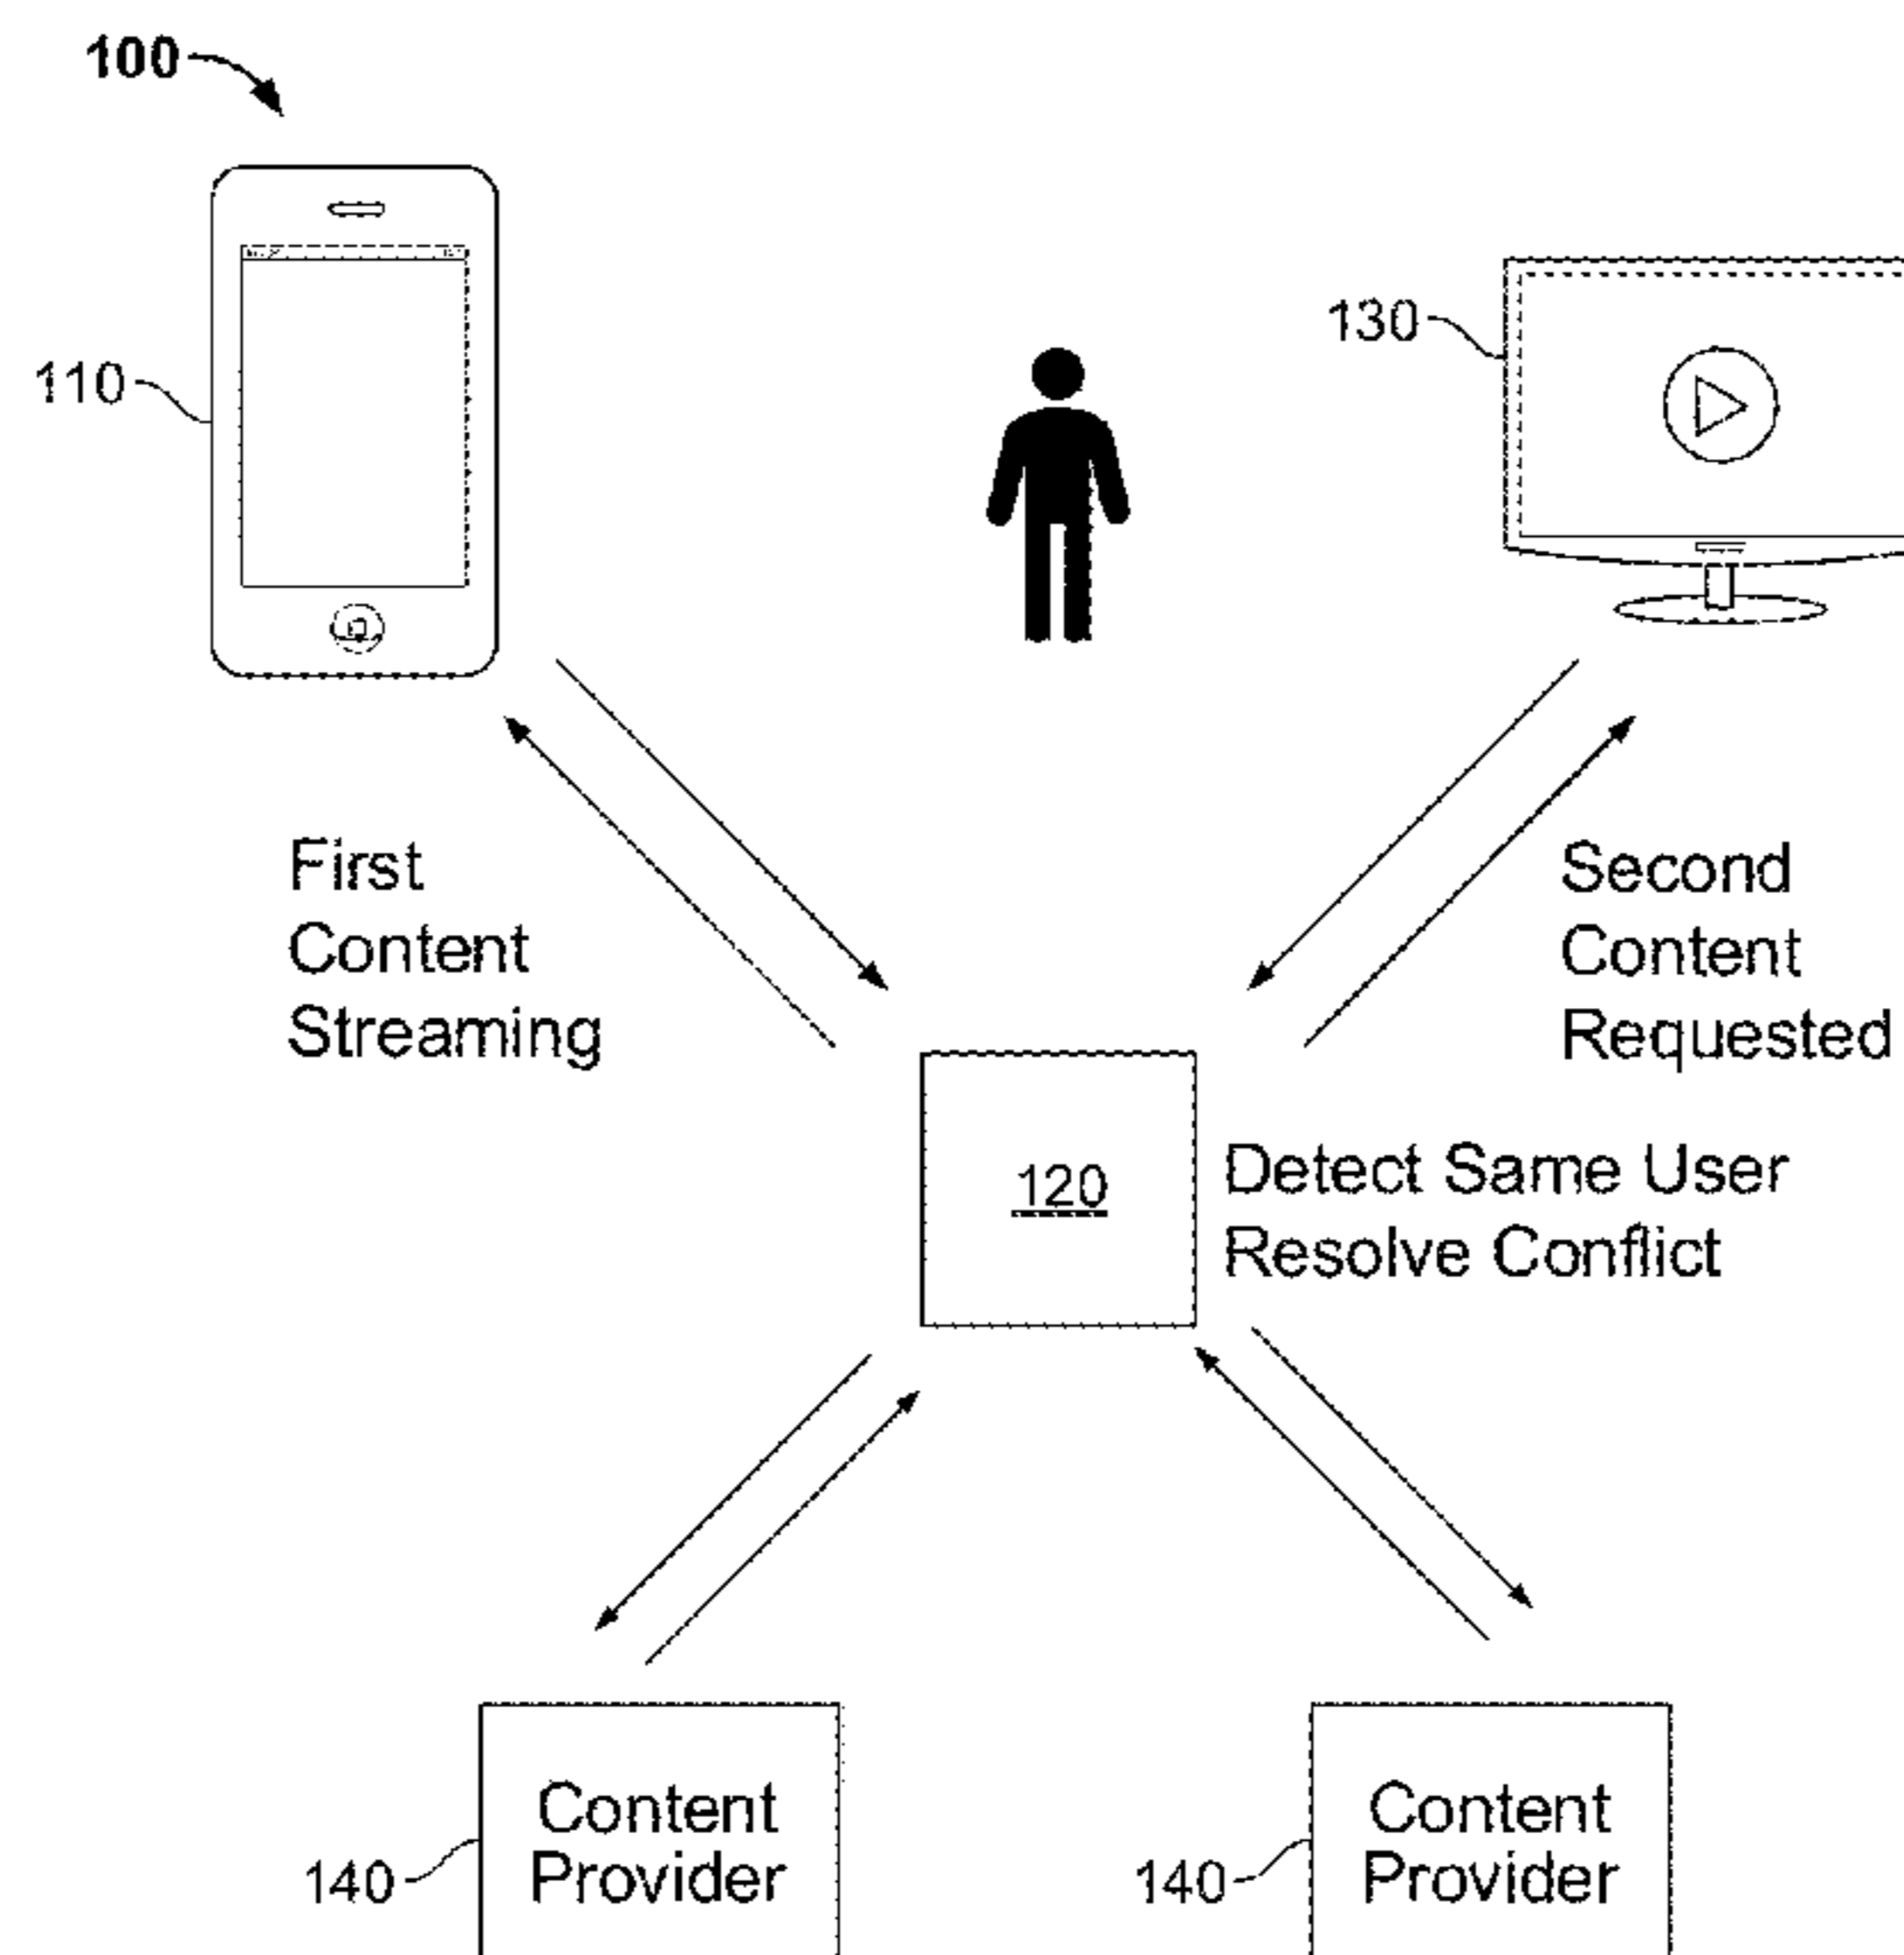 100
110
130
First
Content
Streaming
Second
Content
Requested
120
Detect Same User
Resolve Conflict
Content
Provider
140
Content
Provider
140